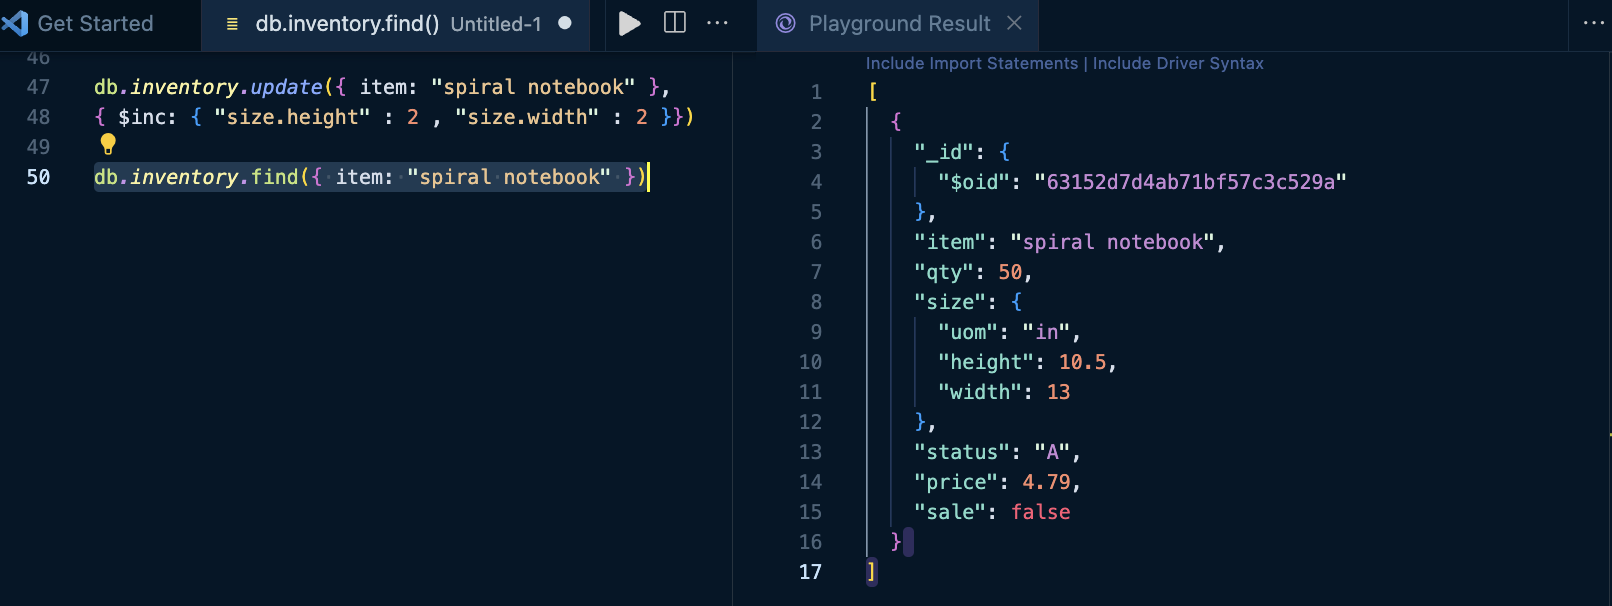 Get Started
db.inventory.find() Untitled-1
Playground Result
46
47 db.inventory.update({ item: "spiral notebook" },
48 { $inc: { "size.height" : 2 , "size.width" : 2 }})
49
50 db.inventory.find({ item: "spiral notebook" })
Include Import Statements | Include Driver Syntax
1 [
2 {
3 "_id": {
4 "$oid": "63152d7d4ab71bf57c3c529a"
5 },
6 "item": "spiral notebook",
7 "qty": 50,
8 "size": {
9 "uom": "in",
10 "height": 10.5,
11 "width": 13
12 },
13 "status": "A",
14 "price": 4.79,
15 "sale": false
16 }
17 ]